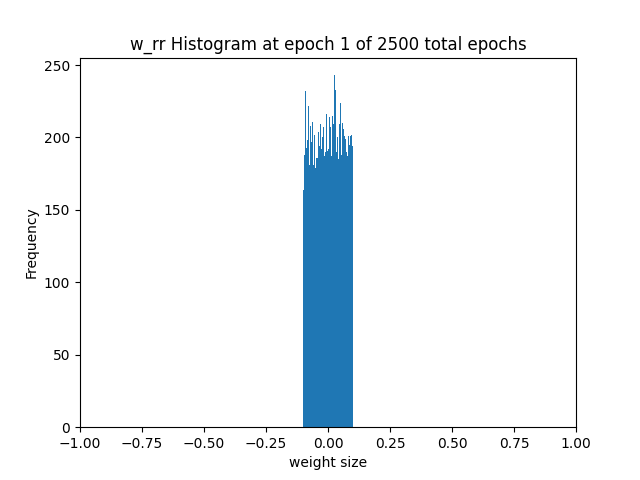 w_rr Histogram at epoch 1 of 2500 total epochs
250
200
150
100
50
0
Frequency
−1.00 −0.75 −0.50 −0.25 0.00 0.25 0.50 0.75 1.00
weight size